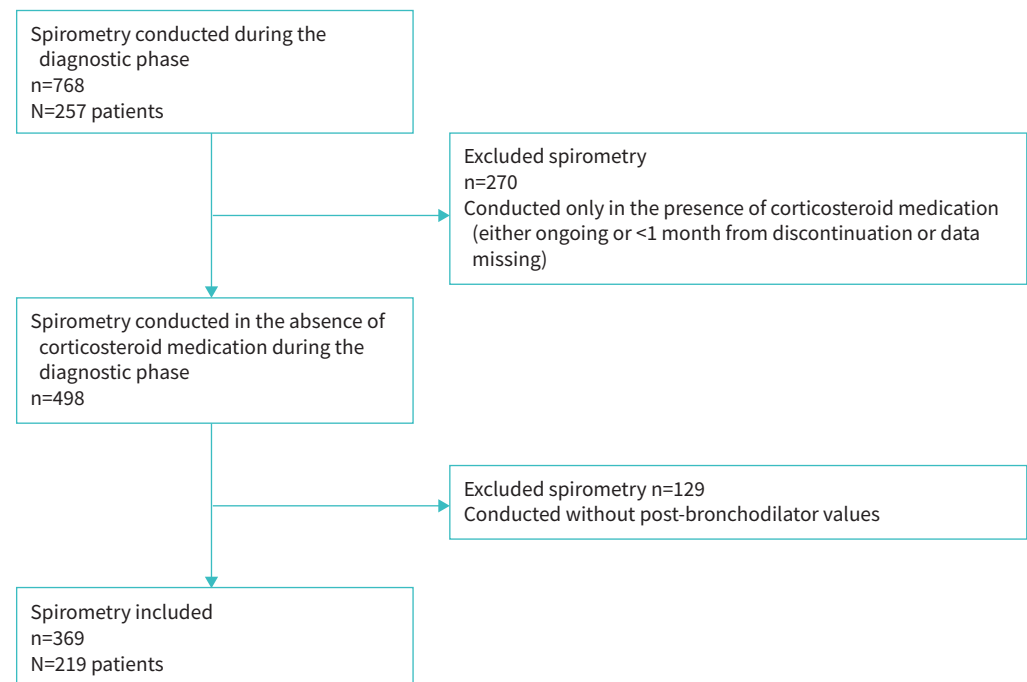 Spirometry conducted during the
diagnostic phase
n=768
N=257 patients
Excluded spirometry
n=270
Conducted only in the presence of corticosteroid medication
(either ongoing or <1 month from discontinuation or data
missing)
Spirometry conducted in the absence of
corticosteroid medication during the
diagnostic phase
n=498
Excluded spirometry n=129
Conducted without post-bronchodilator values
Spirometry included
n=369
N=219 patients